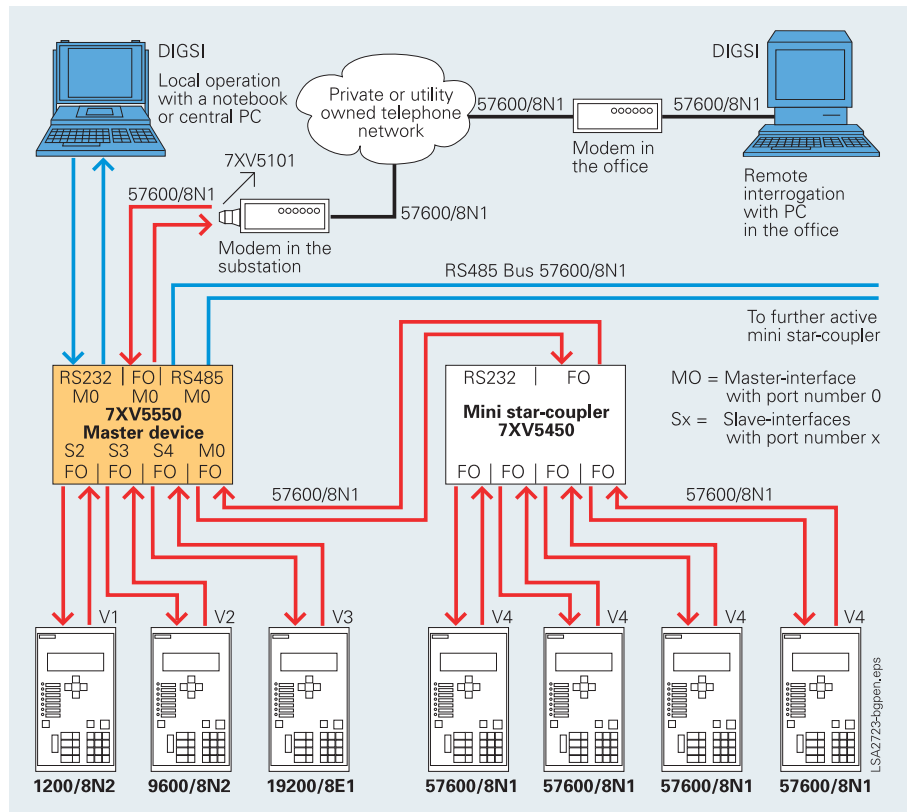 DIGSI
Local operation
with a notebook
or central PC
Private or utility
owned telephone
network
57600/8N1
57600/8N1
Modem in
the office
DIGSI
Remote
interrogation
with PC
in the office
7XV5101
57600/8N1
57600/8N1
Modem in the
substation
RS485 Bus 57600/8N1
To further active
mini star-coupler
RS232 | FO | RS485
M0 M0 M0
7XV5550
Master device
S2 S3 S4 M0
FO | FO | FO | FO
RS232 | FO
Mini star-coupler
7XV5450
FO | FO | FO | FO
MO = Master-interface
with port number 0
Sx = Slave-interfaces
with port number x
57600/8N1
57600/8N1
V1
V2
V3
V4
V4
V4
V4
1200/8N2
9600/8N2
19200/8E1
57600/8N1
57600/8N1
57600/8N1
57600/8N1
LSA2723-bgpen.eps